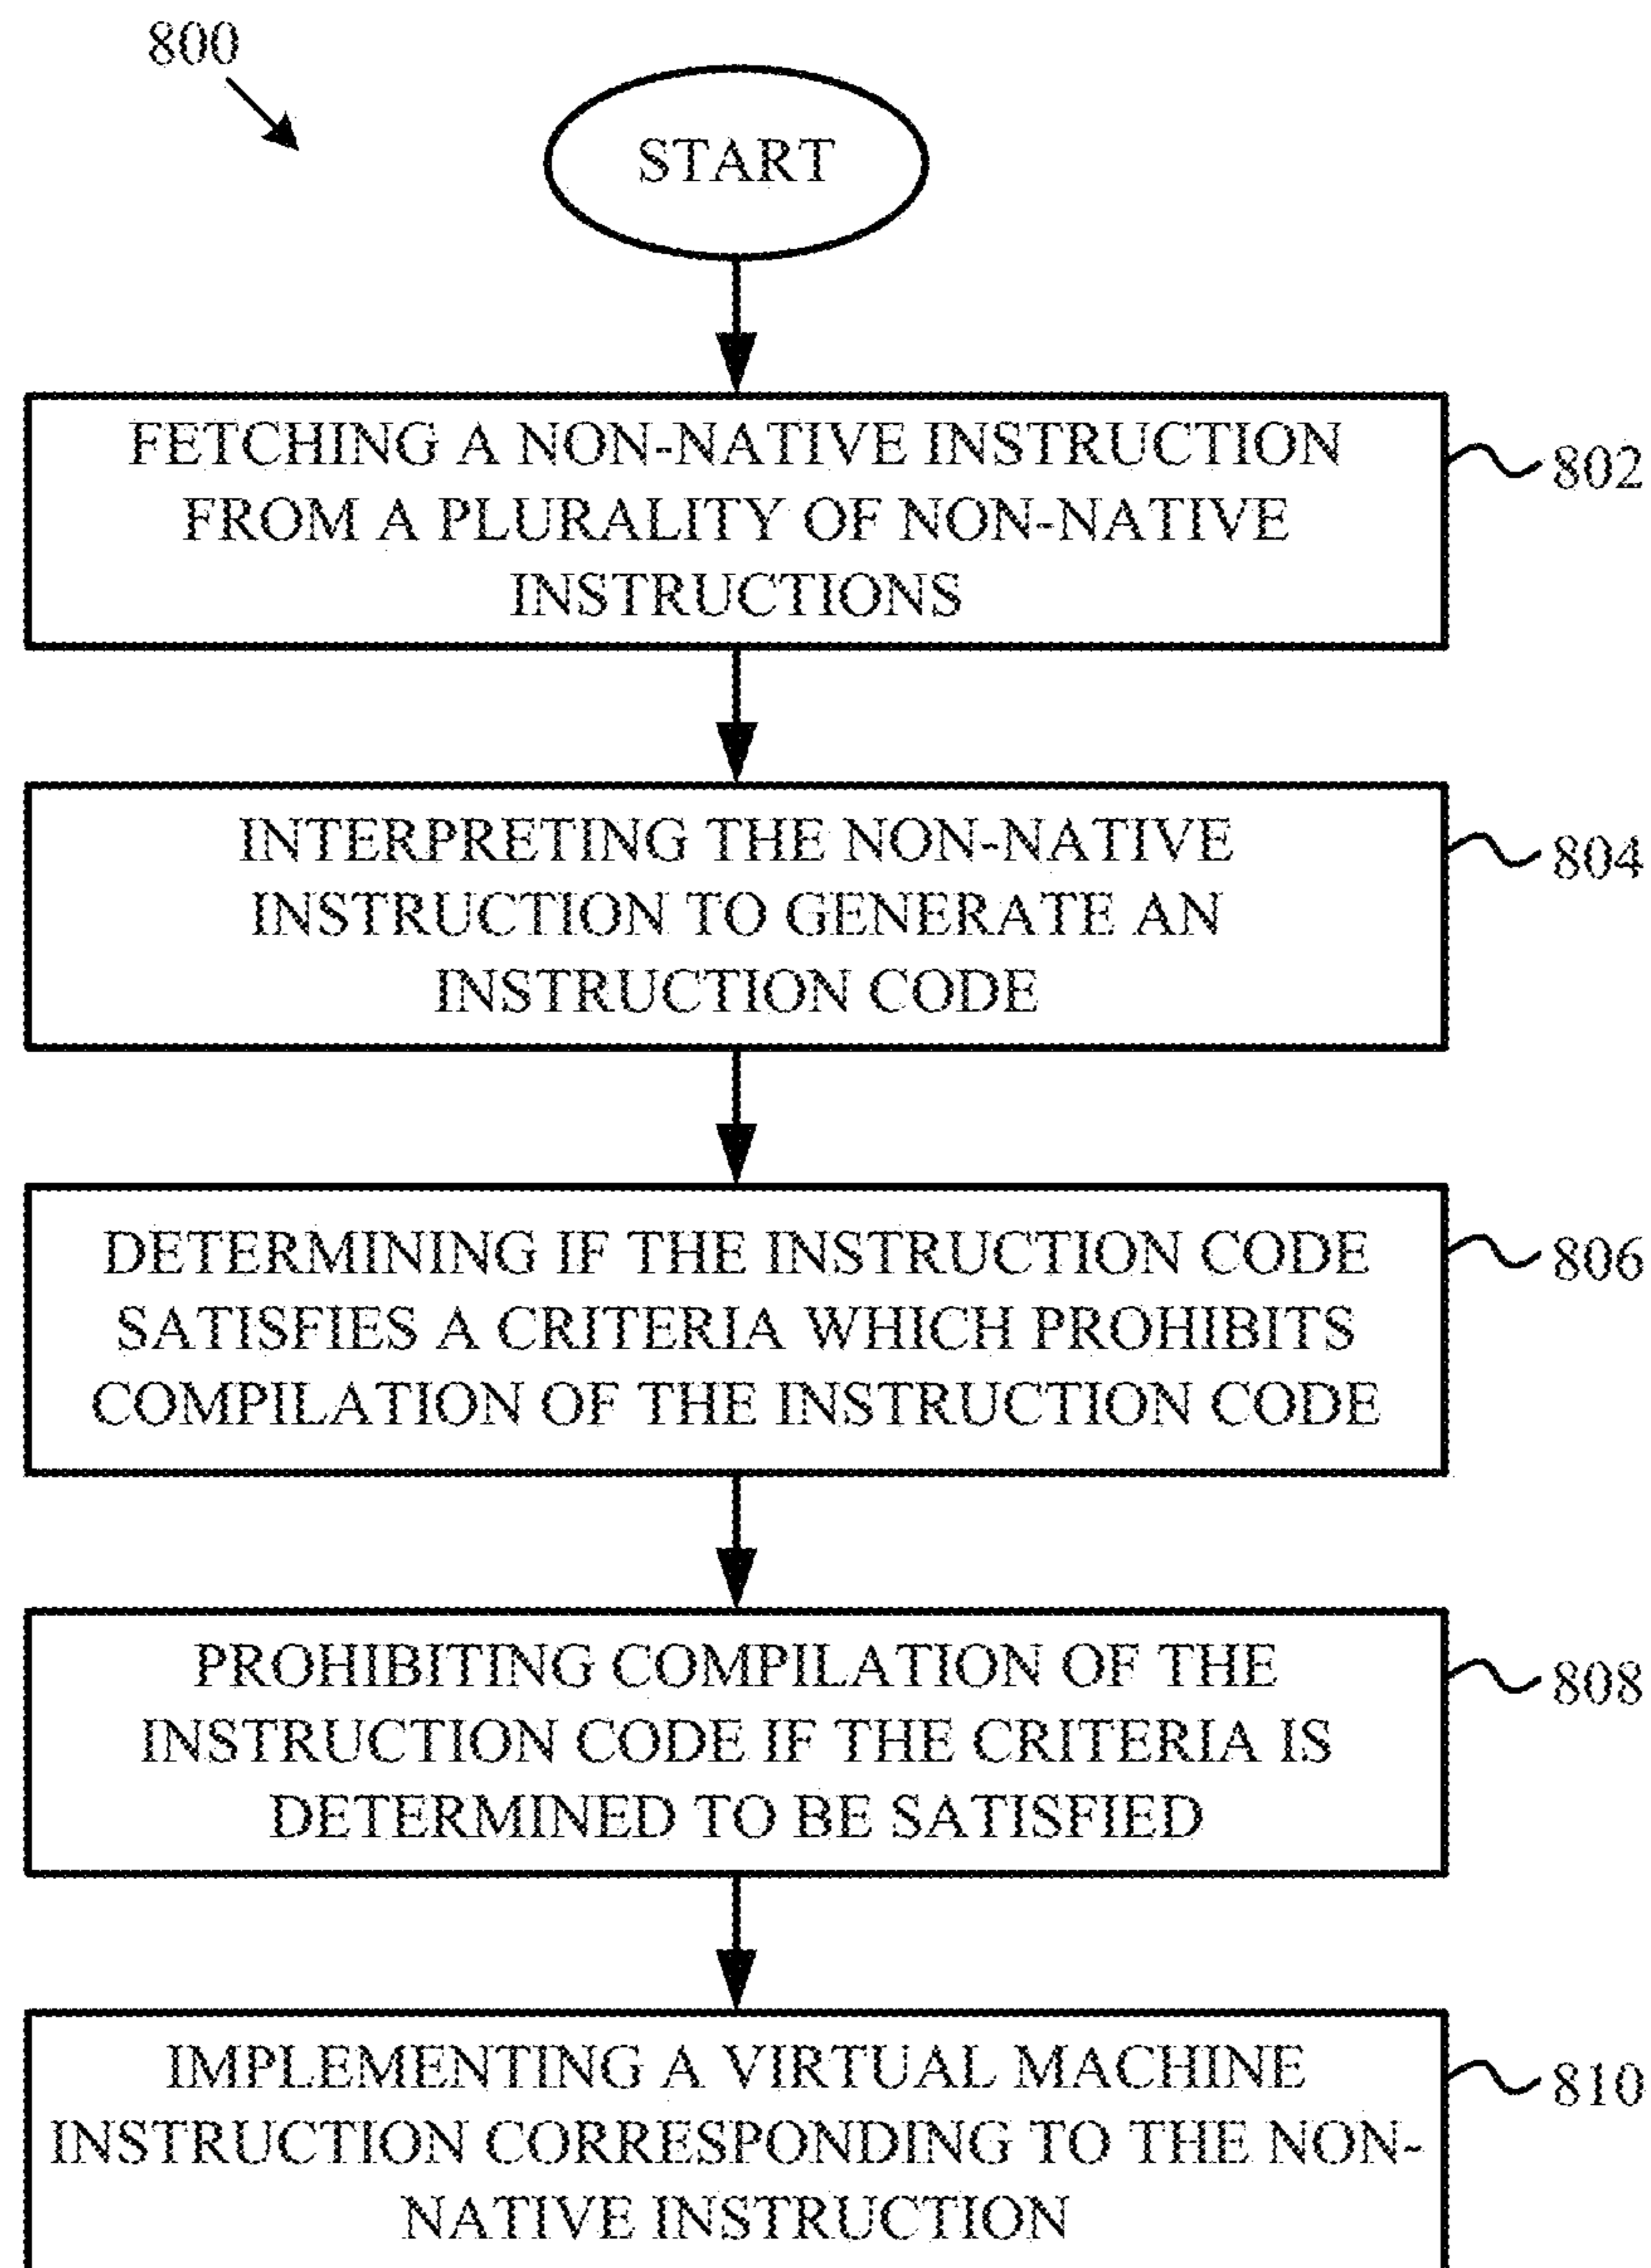 800
START
FETCHING A NON-NATIVE INSTRUCTION
FROM A PLURALITY OF NON-NATIVE
INSTRUCTIONS
802
INTERPRETING THE NON-NATIVE
INSTRUCTION TO GENERATE AN
INSTRUCTION CODE
804
DETERMINING IF THE INSTRUCTION CODE
SATISFIES A CRITERIA WHICH PROHIBITS
COMPILATION OF THE INSTRUCTION CODE
806
PROHIBITING COMPILATION OF THE
INSTRUCTION CODE IF THE CRITERIA IS
DETERMINED TO BE SATISFIED
808
IMPLEMENTING A VIRTUAL MACHINE
INSTRUCTION CORRESPONDING TO THE NON-
NATIVE INSTRUCTION
810